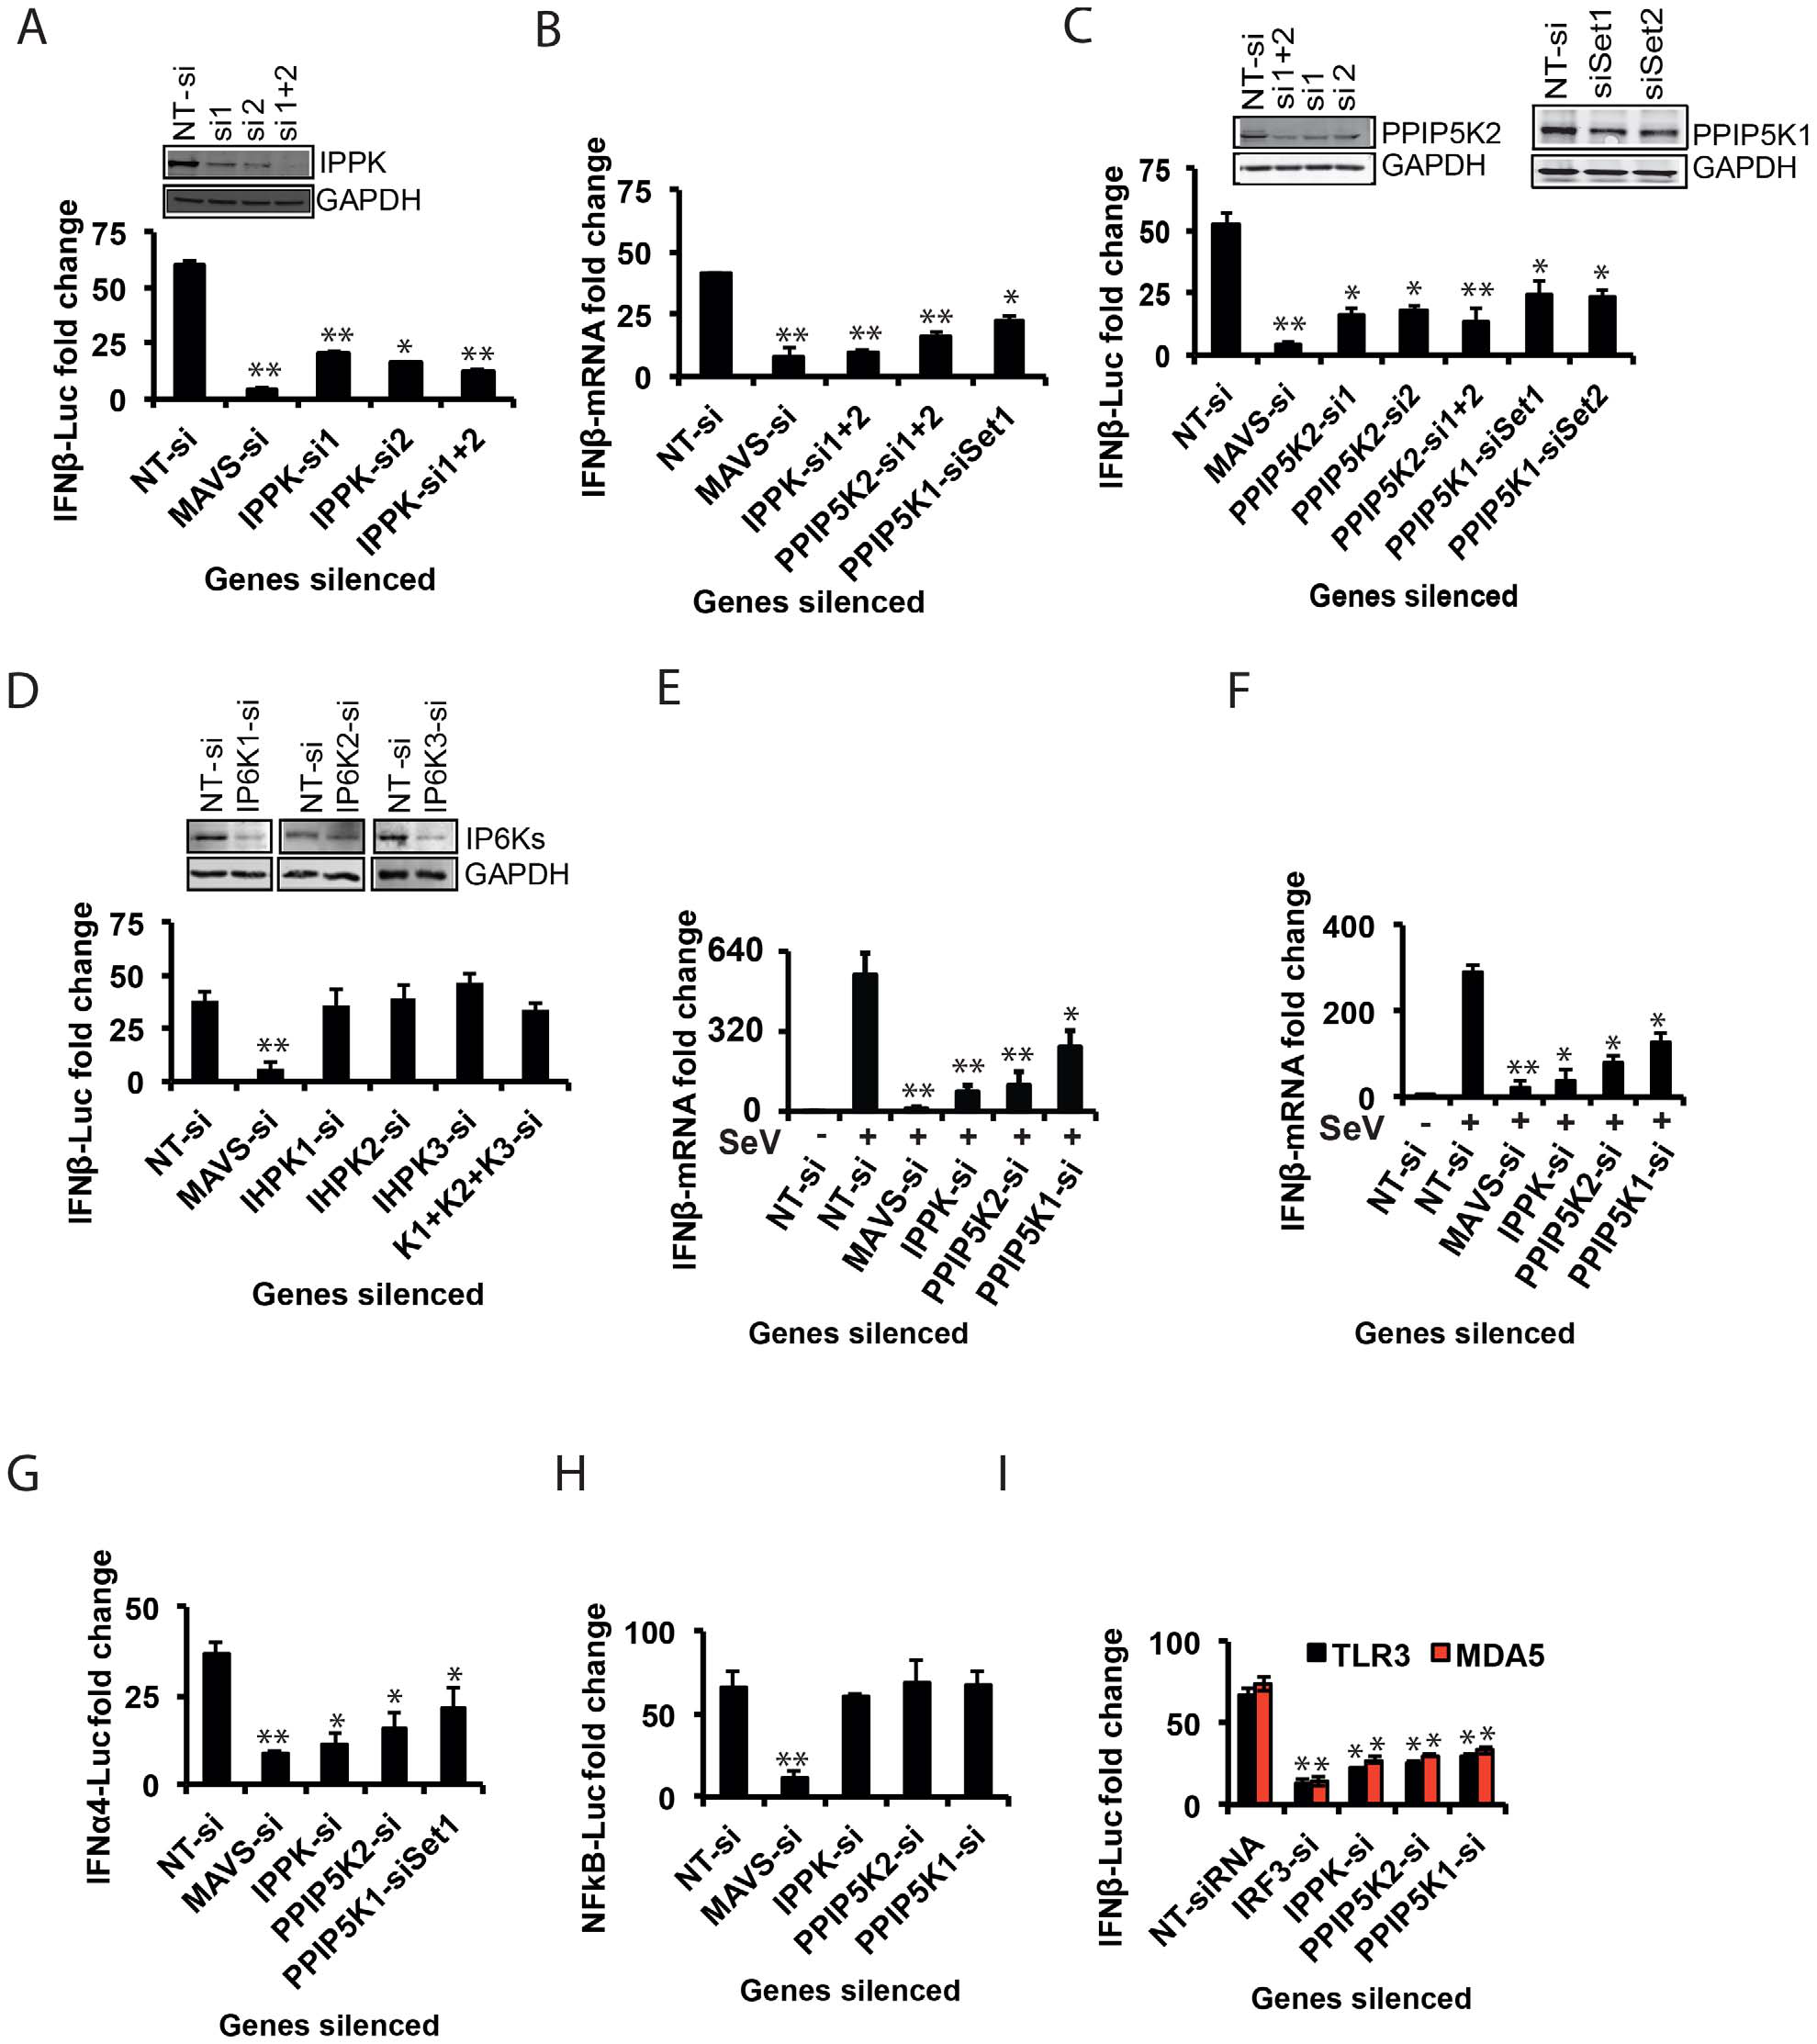 A
NT-si
si1
si2
si1+2
IPPK
GAPDH
IFNβ-Luc fold change
75
50
25
0
**
**
*
**
NT-si
MAVS-si
IPPK-si1
IPPK-si2
IPPK-si1+2
Genes silenced
B
IFNβ-mRNA fold change
75
50
25
0
**
**
**
*
NT-si
MAVS-si
IPPK-si1+2
PPIP5K2-si1+2
PPIP5K1-siSet1
Genes silenced
C
NT-si
si1+2
si1
si2
PPIP5K2
GAPDH
NT-si
siSet1
siSet2
PPIP5K1
GAPDH
IFNβ-Luc fold change
75
50
25
0
**
*
*
**
*
*
NT-si
MAVS-si
PPIP5K2-si1
PPIP5K2-si2
PPIP5K2-si1+2
PPIP5K1-siSet1
PPIP5K1-siSet2
Genes silenced
D
NT-si
IP6K1-si
NT-si
IP6K2-si
NT-si
IP6K3-si
IP6Ks
GAPDH
IFNβ-Luc fold change
75
50
25
0
**
NT-si
MAVS-si
IHPK1-si
IHPK2-si
IHPK3-si
K1+K2+K3-si
Genes silenced
E
IFNβ-mRNA fold change
640
320
0
**
**
**
*
SeV - + + + + +
NT-si
NT-si
MAVS-si
IPPK-si
PPIP5K2-si
PPIP5K1-si
Genes silenced
F
IFNβ-mRNA fold change
400
200
0
**
*
*
*
SeV - + + + + +
NT-si
NT-si
MAVS-si
IPPK-si
PPIP5K2-si
PPIP5K1-si
Genes silenced
G
IFNα4-Luc fold change
50
25
0
**
*
*
*
NT-si
MAVS-si
IPPK-si
PPIP5K2-si
PPIP5K1-siSet1
Genes silenced
H
NFkB-Luc fold change
100
50
0
**
NT-si
MAVS-si
IPPK-si
PPIP5K2-si
PPIP5K1-si
Genes silenced
I
IFNβ-Luc fold change
100
50
0
TLR3 MDA5
* *
* *
* *
* *
NT-siRNA
IRF3-si
IPPK-si
PPIP5K2-si
PPIP5K1-si
Genes silenced